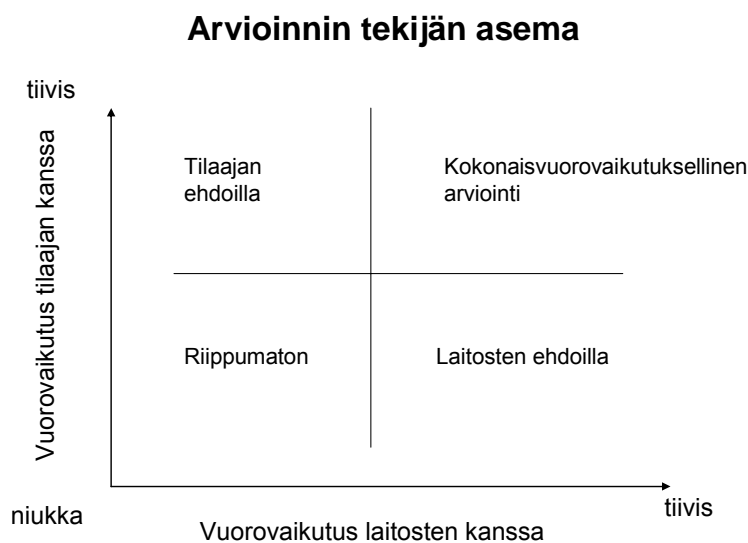 Arvioinnin tekijän asema
tiivis
Vuorovaikutus tilaajan kanssa
Tilaajan
ehdoilla
Kokonaisvuorovaikutuksellinen
arviointi
Riippumaton
Laitosten ehdoilla
niukka
Vuorovaikutus laitosten kanssa
tiivis